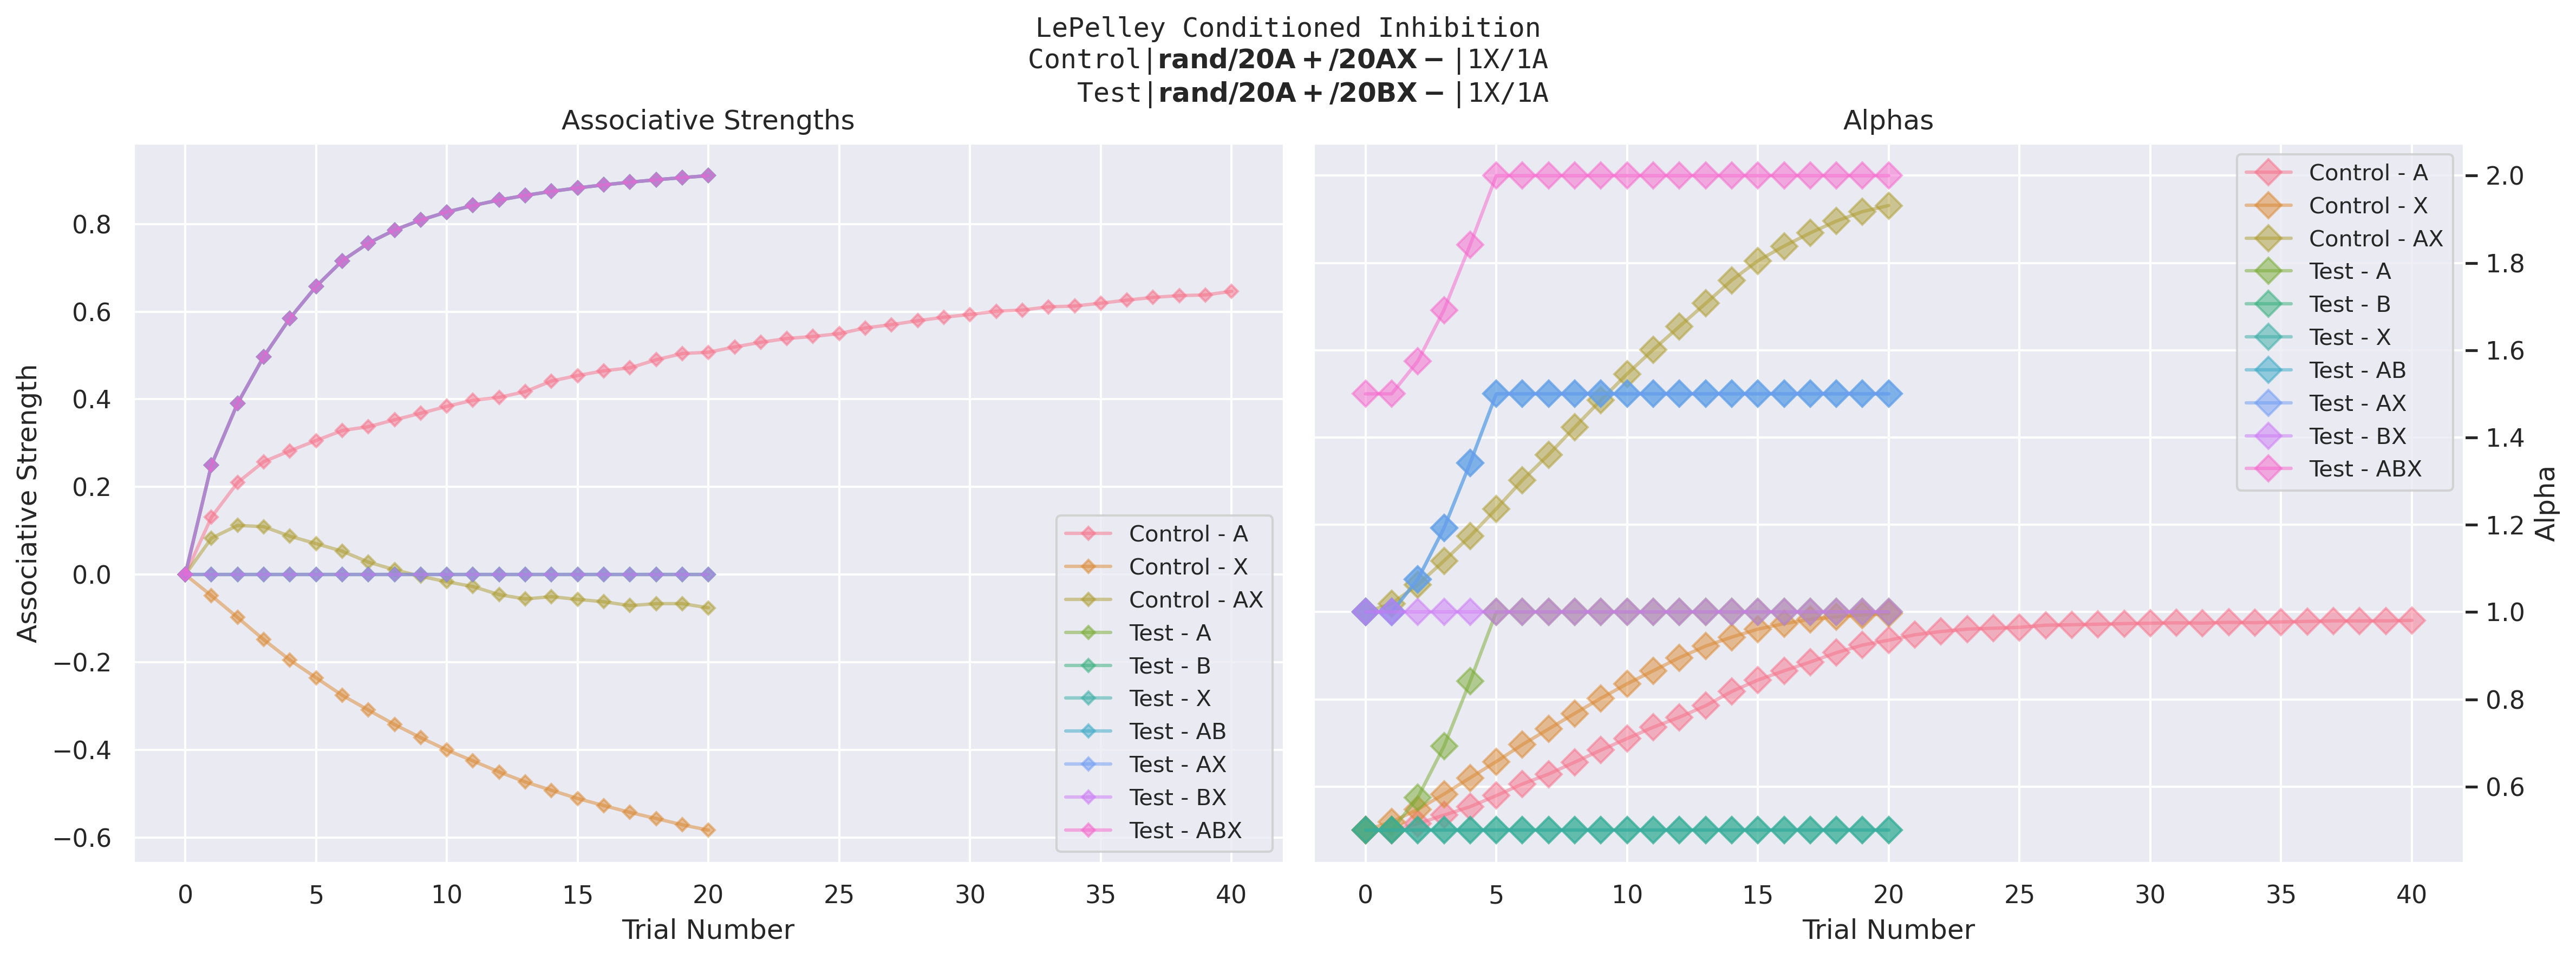 LePelley Conditioned Inhibition
Control|rand/20A + /20AX − |1X/1A
Test|rand/20A + /20BX − |1X/1A
Associative Strengths
Associative Strength
0.8
0.6
0.4
0.2
0.0
−0.2
−0.4
−0.6
0 5 10 15 20 25 30 35 40
Trial Number
Control - A
Control - X
Control - AX
Test - A
Test - B
Test - X
Test - AB
Test - AX
Test - BX
Test - ABX
Alphas
Control - A
Control - X
Control - AX
Test - A
Test - B
Test - X
Test - AB
Test - AX
Test - BX
Test - ABX
2.0
1.8
1.6
1.4
1.2
1.0
0.8
0.6
Alpha
0 5 10 15 20 25 30 35 40
Trial Number